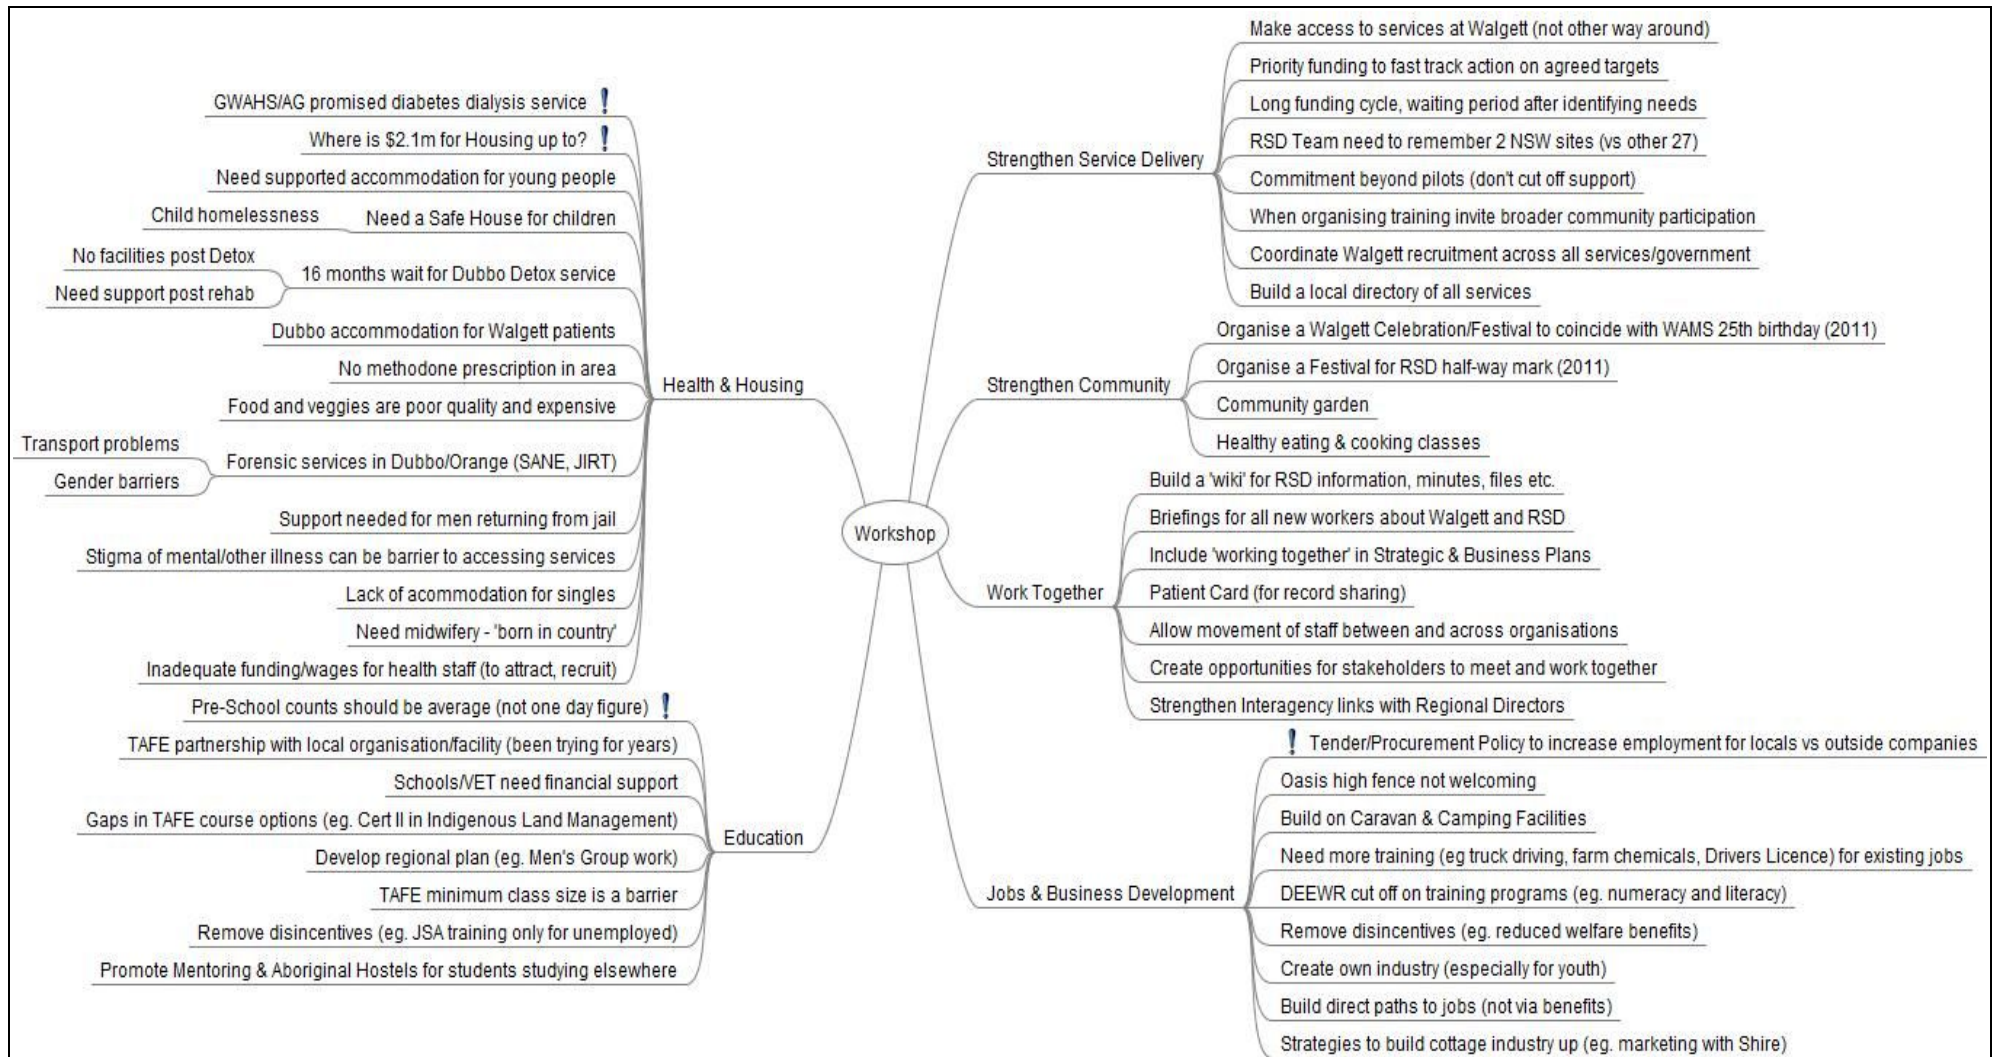 Workshop
Health & Housing
GWAHS/AG promised diabetes dialysis service
Where is $2.1m for Housing up to?
Need supported accommodation for young people
Need a Safe House for children
Child homelessness
16 months wait for Dubbo Detox service
No facilities post Detox
Need support post rehab
Dubbo accommodation for Walgett patients
No methodone prescription in area
Food and veggies are poor quality and expensive
Forensic services in Dubbo/Orange (SANE, JIRT)
Transport problems
Gender barriers
Support needed for men returning from jail
Stigma of mental/other illness can be barrier to accessing services
Lack of acommodation for singles
Need midwifery - 'born in country'
Inadequate funding/wages for health staff (to attract, recruit)
Education
Pre-School counts should be average (not one day figure)
TAFE partnership with local organisation/facility (been trying for years)
Schools/VET need financial support
Gaps in TAFE course options (eg. Cert II in Indigenous Land Management)
Develop regional plan (eg. Men's Group work)
TAFE minimum class size is a barrier
Remove disincentives (eg. JSA training only for unemployed)
Promote Mentoring & Aboriginal Hostels for students studying elsewhere
Strengthen Service Delivery
Make access to services at Walgett (not other way around)
Priority funding to fast track action on agreed targets
Long funding cycle, waiting period after identifying needs
RSD Team need to remember 2 NSW sites (vs other 27)
Commitment beyond pilots (don't cut off support)
When organising training invite broader community participation
Coordinate Walgett recruitment across all services/government
Build a local directory of all services
Strengthen Community
Organise a Walgett Celebration/Festival to coincide with WAMS 25th birthday (2011)
Organise a Festival for RSD half-way mark (2011)
Community garden
Healthy eating & cooking classes
Work Together
Build a 'wiki' for RSD information, minutes, files etc.
Briefings for all new workers about Walgett and RSD
Include 'working together' in Strategic & Business Plans
Patient Card (for record sharing)
Allow movement of staff between and across organisations
Create opportunities for stakeholders to meet and work together
Strengthen Interagency links with Regional Directors
Jobs & Business Development
Tender/Procurement Policy to increase employment for locals vs outside companies
Oasis high fence not welcoming
Build on Caravan & Camping Facilities
Need more training (eg truck driving, farm chemicals, Drivers Licence) for existing jobs
DEEWR cut off on training programs (eg. numeracy and literacy)
Remove disincentives (eg. reduced welfare benefits)
Create own industry (especially for youth)
Build direct paths to jobs (not via benefits)
Strategies to build cottage industry up (eg. marketing with Shire)